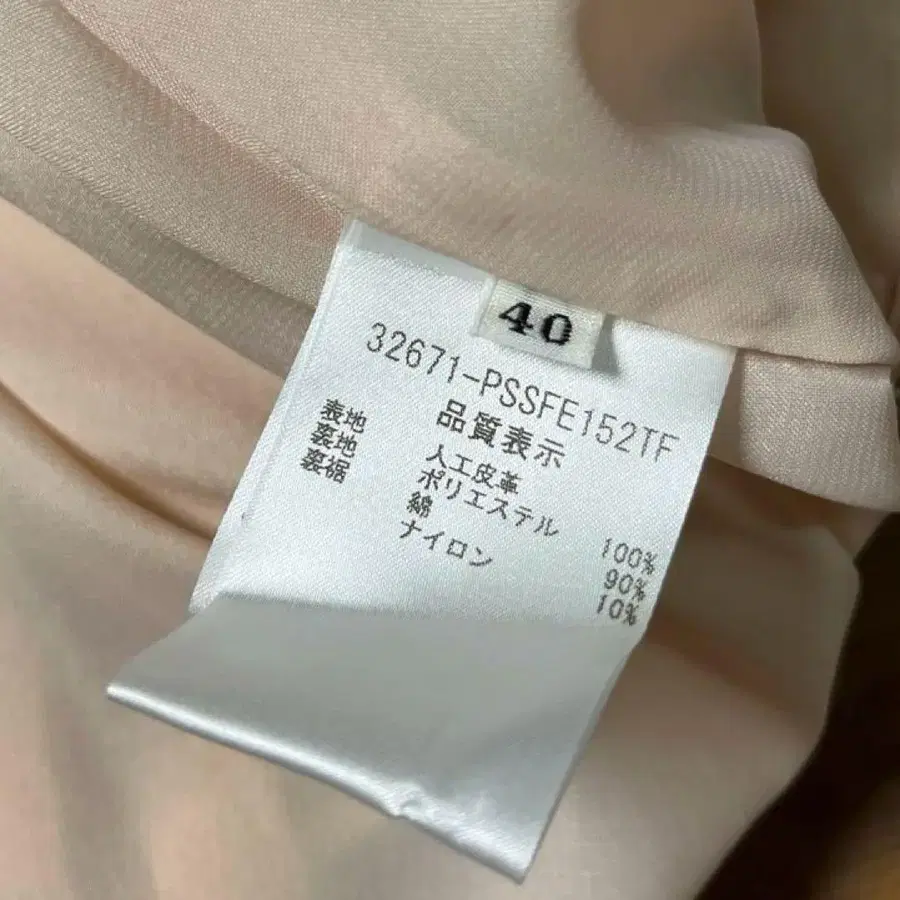 40
32671-PSSFE152TF
品質表示
表地 人工皮革
裏地 ポリエステル 100%
裏裾 綿 90%
ナイロン 10%